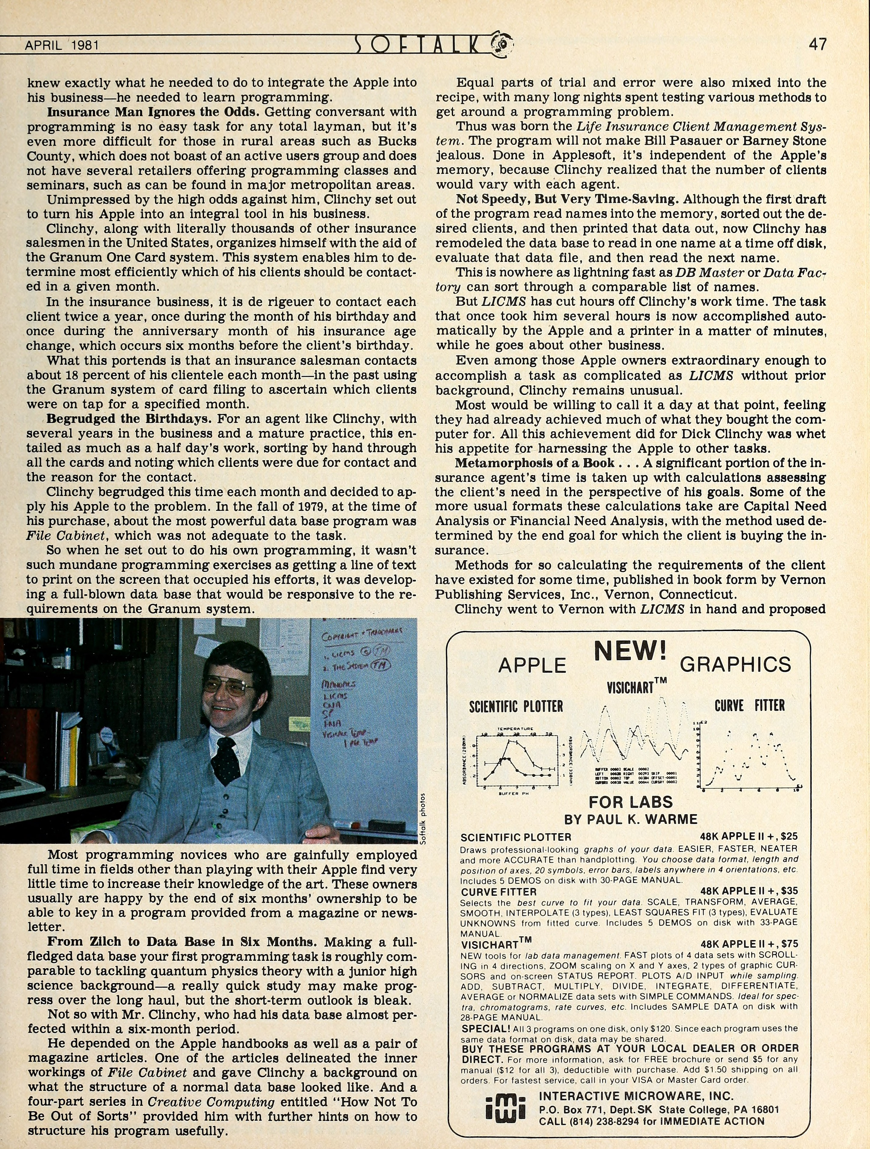 APRIL 1981
SOFTALK
47
knew exactly what he needed to do to integrate the Apple into
his business—he needed to learn programming.
Insurance Man Ignores the Odds. Getting conversant with
programming is no easy task for any total layman, but it's
even more difficult for those in rural areas such as Bucks
County, which does not boast of an active users group and does
not have several retailers offering programming classes and
seminars, such as can be found in major metropolitan areas.
Unimpressed by the high odds against him, Clinchy set out
to turn his Apple into an integral tool in his business.
Clinchy, along with literally thousands of other insurance
salesmen in the United States, organizes himself with the aid of
the Granum One Card system. This system enables him to de-
termine most efficiently which of his clients should be contact-
ed in a given month.
In the insurance business, it is de rigeuer to contact each
client twice a year, once during the month of his birthday and
once during the anniversary month of his insurance age
change, which occurs six months before the client's birthday.
What this portends is that an insurance salesman contacts
about 18 percent of his clientele each month—in the past using
the Granum system of card filing to ascertain which clients
were on tap for a specified month.
Begrudged the Birthdays. For an agent like Clinchy, with
several years in the business and a mature practice, this en-
tailed as much as a half day's work, sorting by hand through
all the cards and noting which clients were due for contact and
the reason for the contact.
Clinchy begrudged this time each month and decided to ap-
ply his Apple to the problem. In the fall of 1979, at the time of
his purchase, about the most powerful data base program was
File Cabinet, which was not adequate to the task.
So when he set out to do his own programming, it wasn't
such mundane programming exercises as getting a line of text
to print on the screen that occupied his efforts, it was develop-
ing a full-blown data base that would be responsive to the re-
quirements on the Granum system.
COPYRIGHT + TRADEMARKS
1. LICMS
MANUALS
LICMS
Softalk photos
Most programming novices who are gainfully employed
full time in fields other than playing with their Apple find very
little time to increase their knowledge of the art. These owners
usually are happy by the end of six months' ownership to be
able to key in a program provided from a magazine or news-
letter.
From Zilch to Data Base in Six Months. Making a full-
fledged data base your first programming task is roughly com-
parable to tackling quantum physics theory with a junior high
science background—a really quick study may make prog-
ress over the long haul, but the short-term outlook is bleak.
Not so with Mr. Clinchy, who had his data base almost per-
fected within a six-month period.
He depended on the Apple handbooks as well as a pair of
magazine articles. One of the articles delineated the inner
workings of File Cabinet and gave Clinchy a background on
what the structure of a normal data base looked like. And a
four-part series in Creative Computing entitled "How Not To
Be Out of Sorts" provided him with further hints on how to
structure his program usefully.
Equal parts of trial and error were also mixed into the
recipe, with many long nights spent testing various methods to
get around a programming problem.
Thus was born the Life Insurance Client Management Sys-
tem. The program will not make Bill Pasauer or Barney Stone
jealous. Done in Applesoft, it's independent of the Apple's
memory, because Clinchy realized that the number of clients
would vary with each agent.
Not Speedy, But Very Time-Saving. Although the first draft
of the program read names into the memory, sorted out the de-
sired clients, and then printed that data out, now Clinchy has
remodeled the data base to read in one name at a time off disk,
evaluate that data file, and then read the next name.
This is nowhere as lightning fast as DB Master or Data Fac-
tory can sort through a comparable list of names.
But LICMS has cut hours off Clinchy's work time. The task
that once took him several hours is now accomplished auto-
matically by the Apple and a printer in a matter of minutes,
while he goes about other business.
Even among those Apple owners extraordinary enough to
accomplish a task as complicated as LICMS without prior
background, Clinchy remains unusual.
Most would be willing to call it a day at that point, feeling
they had already achieved much of what they bought the com-
puter for. All this achievement did for Dick Clinchy was whet
his appetite for harnessing the Apple to other tasks.
Metamorphosis of a Book . . . A significant portion of the in-
surance agent's time is taken up with calculations assessing
the client's need in the perspective of his goals. Some of the
more usual formats these calculations take are Capital Need
Analysis or Financial Need Analysis, with the method used de-
termined by the end goal for which the client is buying the in-
surance.
Methods for so calculating the requirements of the client
have existed for some time, published in book form by Vernon
Publishing Services, Inc., Vernon, Connecticut.
Clinchy went to Vernon with LICMS in hand and proposed
APPLE NEW! GRAPHICS
VISICHART™
SCIENTIFIC PLOTTER
CURVE FITTER
TEMPERATURE
BUFFER PH
FOR LABS
BY PAUL K. WARME
SCIENTIFIC PLOTTER 48K APPLE II +, $25
Draws professional-looking graphs of your data. EASIER, FASTER, NEATER
and more ACCURATE than handplotting. You choose data format, length and
position of axes, 20 symbols, error bars, labels anywhere in 4 orientations, etc.
Includes 5 DEMOS on disk with 30-PAGE MANUAL.
CURVE FITTER 48K APPLE II +, $35
Selects the best curve to fit your data. SCALE, TRANSFORM, AVERAGE,
SMOOTH, INTERPOLATE (3 types), LEAST SQUARES FIT (3 types), EVALUATE
UNKNOWNS from fitted curve. Includes 5 DEMOS on disk with 33-PAGE
MANUAL.
VISICHART™ 48K APPLE II +, $75
NEW tools for lab data management. FAST plots of 4 data sets with SCROLL-
ING in 4 directions, ZOOM scaling on X and Y axes, 2 types of graphic CUR-
SORS and on-screen STATUS REPORT. PLOTS A/D INPUT while sampling.
ADD, SUBTRACT, MULTIPLY, DIVIDE, INTEGRATE, DIFFERENTIATE,
AVERAGE or NORMALIZE data sets with SIMPLE COMMANDS. Ideal for spec-
tra, chromatograms, rate curves, etc. Includes SAMPLE DATA on disk with
28-PAGE MANUAL.
SPECIAL! All 3 programs on one disk, only $120. Since each program uses the
same data format on disk, data may be shared.
BUY THESE PROGRAMS AT YOUR LOCAL DEALER OR ORDER
DIRECT. For more information, ask for FREE brochure or send $5 for any
manual ($12 for all 3), deductible with purchase. Add $1.50 shipping on all
orders. For fastest service, call in your VISA or Master Card order.
INTERACTIVE MICROWARE, INC.
P.O. Box 771, Dept. SK State College, PA 16801
CALL (814) 238-8294 for IMMEDIATE ACTION